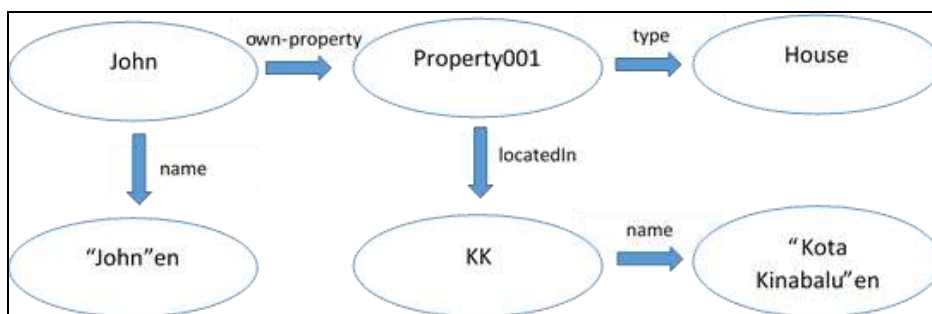 John
own-property
Property001
type
House
name
locatedIn
"John"en
KK
name
"Kota
Kinabalu"en